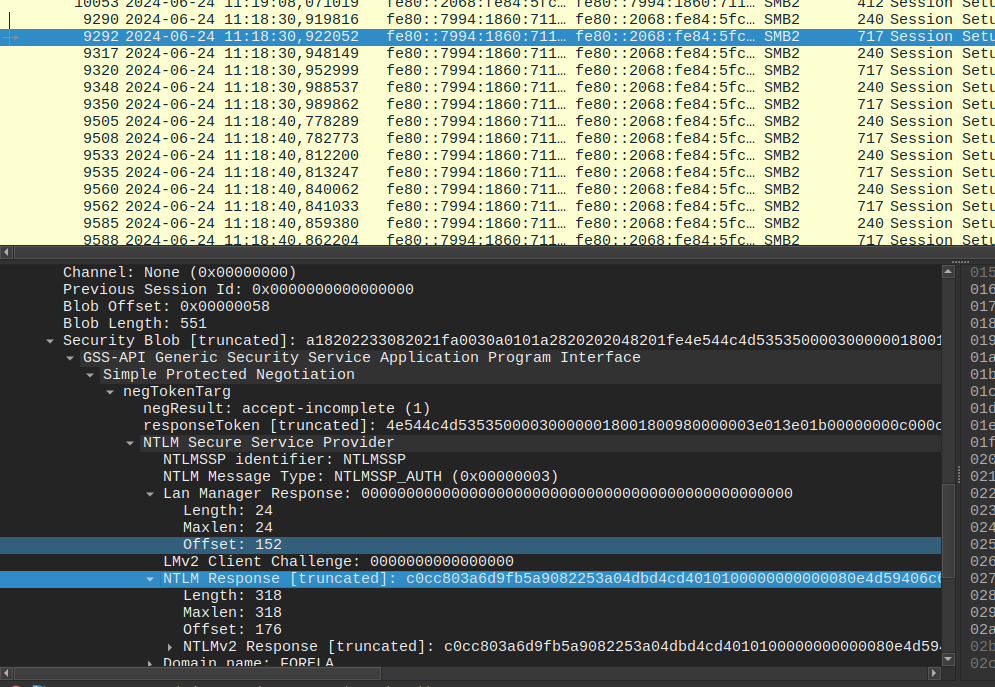 10053 2024-06-24 11:19:08,071019 fe80::2068:fe84:5fc… fe80::7994:1860:711… SMB2 412 Session Setu
9290 2024-06-24 11:18:30,919816 fe80::7994:1860:711… fe80::2068:fe84:5fc… SMB2 240 Session Setu
9292 2024-06-24 11:18:30,922052 fe80::7994:1860:711… fe80::2068:fe84:5fc… SMB2 717 Session Setu
9317 2024-06-24 11:18:30,948149 fe80::7994:1860:711… fe80::2068:fe84:5fc… SMB2 240 Session Setu
9320 2024-06-24 11:18:30,952999 fe80::7994:1860:711… fe80::2068:fe84:5fc… SMB2 717 Session Setu
9348 2024-06-24 11:18:30,988537 fe80::7994:1860:711… fe80::2068:fe84:5fc… SMB2 240 Session Setu
9350 2024-06-24 11:18:30,989862 fe80::7994:1860:711… fe80::2068:fe84:5fc… SMB2 717 Session Setu
9505 2024-06-24 11:18:40,778289 fe80::7994:1860:711… fe80::2068:fe84:5fc… SMB2 240 Session Setu
9508 2024-06-24 11:18:40,782773 fe80::7994:1860:711… fe80::2068:fe84:5fc… SMB2 717 Session Setu
9533 2024-06-24 11:18:40,812200 fe80::7994:1860:711… fe80::2068:fe84:5fc… SMB2 240 Session Setu
9535 2024-06-24 11:18:40,813247 fe80::7994:1860:711… fe80::2068:fe84:5fc… SMB2 717 Session Setu
9560 2024-06-24 11:18:40,840062 fe80::7994:1860:711… fe80::2068:fe84:5fc… SMB2 240 Session Setu
9562 2024-06-24 11:18:40,841033 fe80::7994:1860:711… fe80::2068:fe84:5fc… SMB2 717 Session Setu
9585 2024-06-24 11:18:40,859380 fe80::7994:1860:711… fe80::2068:fe84:5fc… SMB2 240 Session Setu
9588 2024-06-24 11:18:40,862204 fe80::7994:1860:711… fe80::2068:fe84:5fc… SMB2 717 Session Setu
Channel: None (0x00000000) 015
Previous Session Id: 0x0000000000000000 016
Blob Offset: 0x00000058 017
Blob Length: 551 018
Security Blob [truncated]: a18202233082021fa0030a0101a2820202048201fe4e544c4d5353500003000000018001 019
GSS-API Generic Security Service Application Program Interface 01a
Simple Protected Negotiation 01b
negTokenTarg 01c
negResult: accept-incomplete (1) 01d
responseToken [truncated]: 4e544c4d535350000300000018001800980000003e013e01b00000000c000c 01e
NTLM Secure Service Provider 01f
NTLMSSP identifier: NTLMSSP 020
NTLM Message Type: NTLMSSP_AUTH (0x00000003) 021
Lan Manager Response: 000000000000000000000000000000000000000000000000 022
Length: 24 023
Maxlen: 24 024
Offset: 152 025
LMv2 Client Challenge: 0000000000000000 026
NTLM Response [truncated]: c0cc803a6d9fb5a9082253a04dbd4cd40101000000000000080e4d59406c6 027
Length: 318 028
Maxlen: 318 029
Offset: 176 02a
NTLMv2 Response [truncated]: c0cc803a6d9fb5a9082253a04dbd4cd40101000000000000080e4d594 02b
Domain name: FORELA 02c